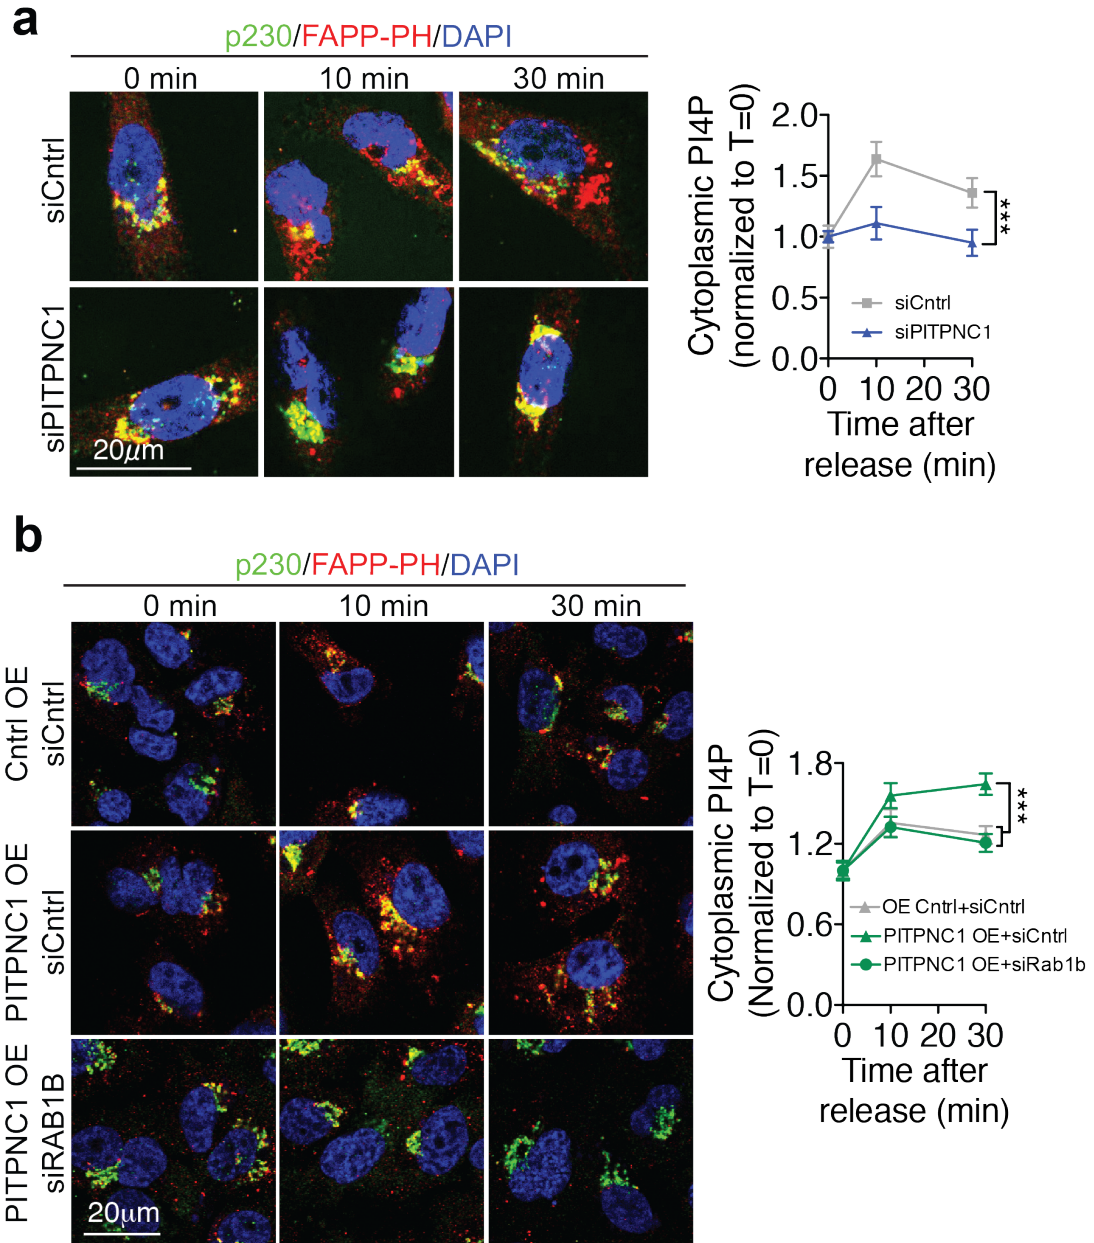 a
p230/FAPP-PH/DAPI
0 min 10 min 30 min
siCntrl
siPITPNC1
20μm
Cytoplasmic PI4P
(normalized to T=0)
2.0
1.5
1.0
0.5
0.0
***
siCntrl
siPITPNC1
0 10 20 30
Time after
release (min)
b
p230/FAPP-PH/DAPI
0 min 10 min 30 min
Cntrl OE
siCntrl
PITPNC1 OE
siCntrl
PITPNC1 OE
siRAB1B
20μm
Cytoplasmic PI4P
(Normalized to T=0)
1.8
1.2
0.6
0.0
***
OE Cntrl+siCntrl
PITPNC1 OE+siCntrl
PITPNC1 OE+siRab1b
0 10 20 30
Time after
release (min)